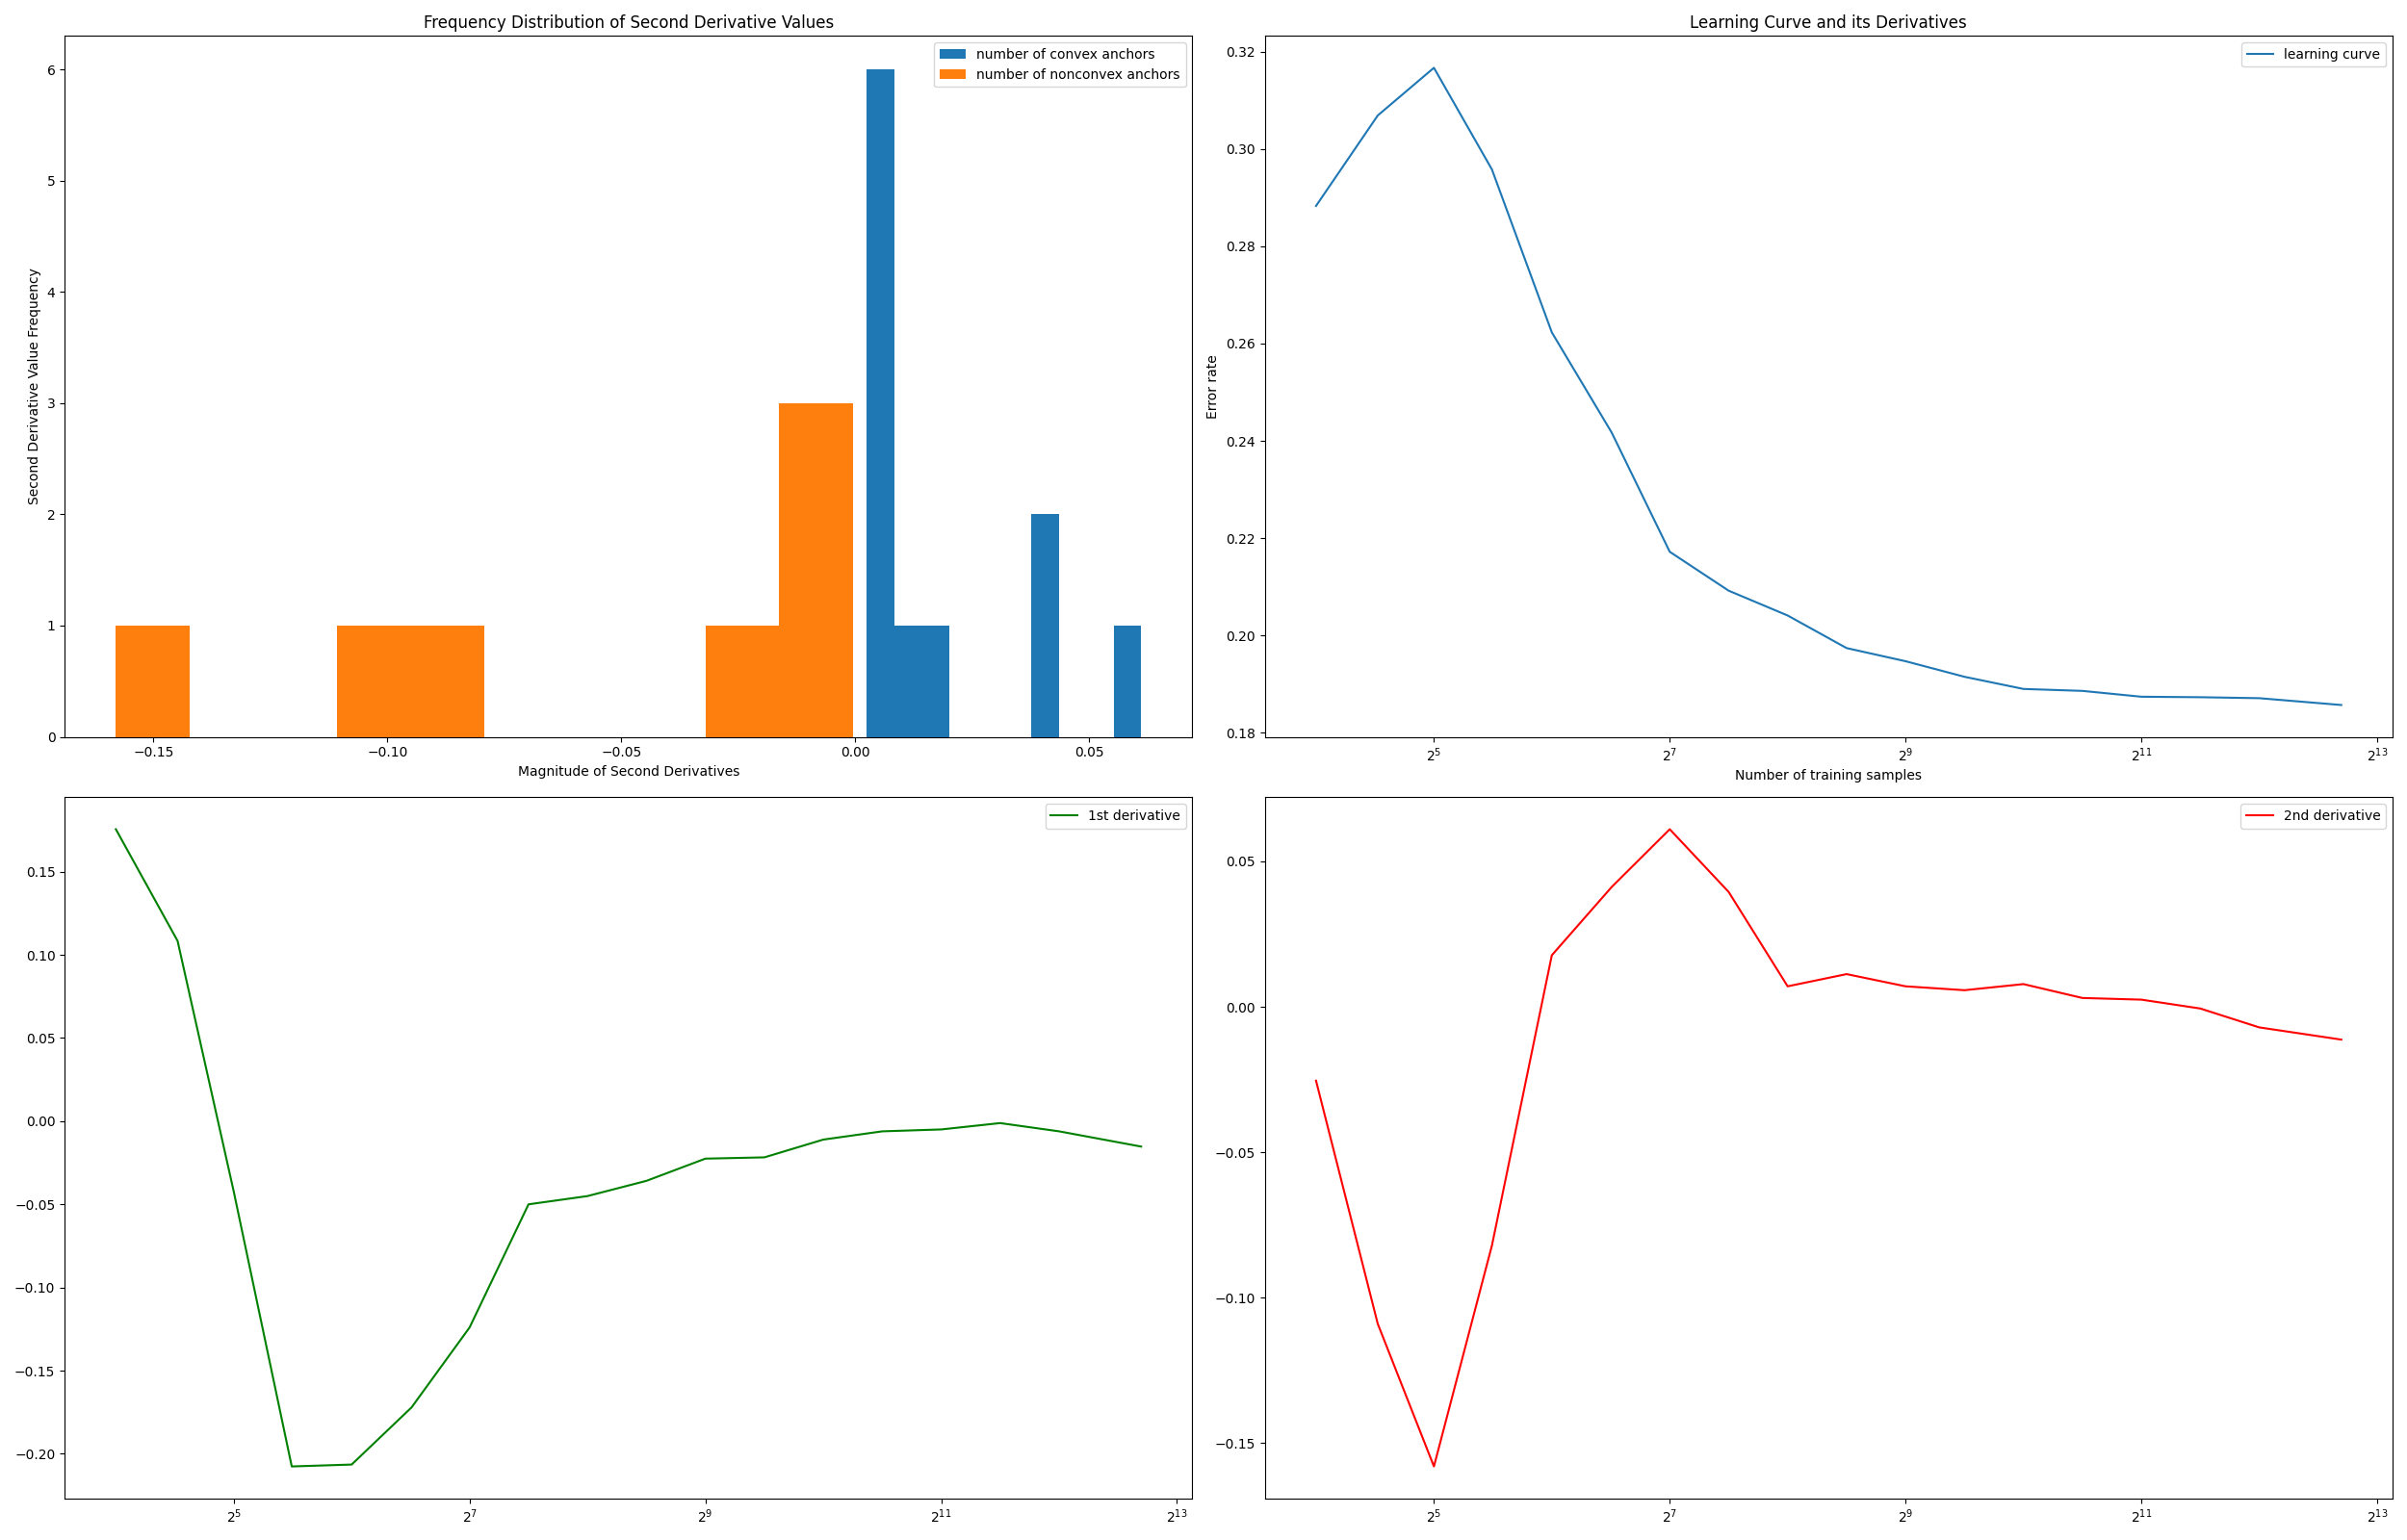 Frequency Distribution of Second Derivative Values
number of convex anchors
number of nonconvex anchors
6
5
4
3
2
1
0
Second Derivative Value Frequency
−0.15 −0.10 −0.05 0.00 0.05
Magnitude of Second Derivatives
Learning Curve and its Derivatives
learning curve
0.32
0.30
0.28
0.26
0.24
0.22
0.20
0.18
Error rate
2^5 2^7 2^9 2^11 2^13
Number of training samples
1st derivative
0.15
0.10
0.05
0.00
−0.05
−0.10
−0.15
−0.20
2^5 2^7 2^9 2^11 2^13
2nd derivative
0.05
0.00
−0.05
−0.10
−0.15
2^5 2^7 2^9 2^11 2^13